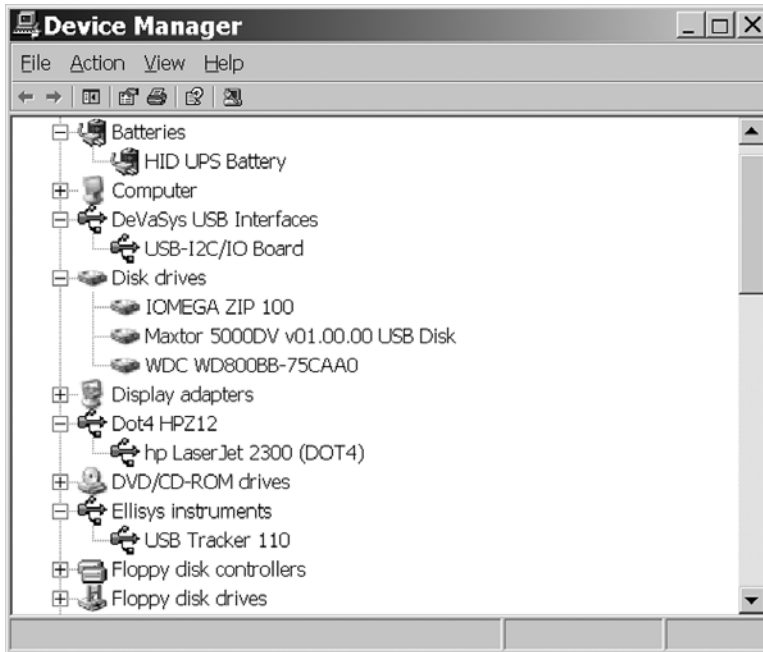 Device Manager
File Action View Help
Batteries
HID UPS Battery
Computer
DeVaSys USB Interfaces
USB-I2C/IO Board
Disk drives
IOMEGA ZIP 100
Maxtor 5000DV v01.00.00 USB Disk
WDC WD800BB-75CAA0
Display adapters
Dot4 HPZ12
hp LaserJet 2300 (DOT4)
DVD/CD-ROM drives
Ellisys instruments
USB Tracker 110
Floppy disk controllers
Floppy disk drives